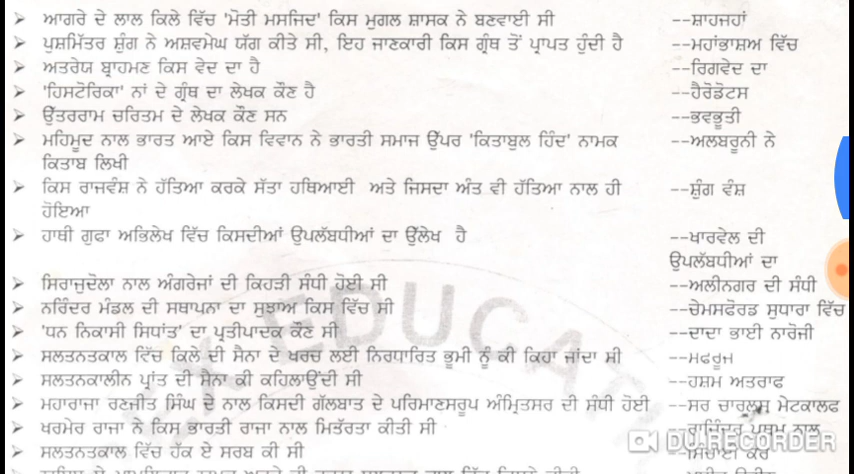 ਆਗਰੇ ਦੇ ਲਾਲ ਕਿਲੇ ਵਿੱਚ 'ਮੋਤੀ ਮਸਜਿਦ' ਕਿਸ ਮੁਗਲ ਸ਼ਾਸਕ ਨੇ ਬਣਵਾਈ ਸੀ --ਸ਼ਾਹਜਹਾਂ
ਪੁਸ਼ਮਿੱਤਰ ਸ਼ੁੰਗ ਨੇ ਅਸ਼ਵਮੇਘ ਯੱਗ ਕੀਤੇ ਸੀ, ਇਹ ਜਾਣਕਾਰੀ ਕਿਸ ਗ੍ਰੰਥ ਤੋਂ ਪ੍ਰਾਪਤ ਹੁੰਦੀ ਹੈ --ਮਹਾਂਭਾਸ਼ਅ ਵਿੱਚ
ਅਤਰੇਯ ਬ੍ਰਾਹਮਣ ਕਿਸ ਵੇਦ ਦਾ ਹੈ --ਰਿਗਵੇਦ ਦਾ
'ਹਿਸਟੋਰਿਕਾ' ਨਾਂ ਦੇ ਗ੍ਰੰਥ ਦਾ ਲੇਖਕ ਕੌਣ ਹੈ --ਹੈਰੋਡੋਟਸ
ਉੱਤਰਰਾਮ ਚਰਿਤਮ ਦੇ ਲੇਖਕ ਕੌਣ ਸਨ --ਭਵਭੂਤੀ
ਮਹਿਮੂਦ ਨਾਲ ਭਾਰਤ ਆਏ ਕਿਸ ਵਿਵਾਨ ਨੇ ਭਾਰਤੀ ਸਮਾਜ ਉੱਪਰ 'ਕਿਤਾਬੁਲ ਹਿੰਦ' ਨਾਮਕ --ਅਲਬਰੂਨੀ ਨੇ
ਕਿਤਾਬ ਲਿਖੀ
ਕਿਸ ਰਾਜਵੰਸ਼ ਨੇ ਹੱਤਿਆ ਕਰਕੇ ਸੱਤਾ ਹਥਿਆਈ ਅਤੇ ਜਿਸਦਾ ਅੰਤ ਵੀ ਹੱਤਿਆ ਨਾਲ ਹੀ --ਸ਼ੁੰਗ ਵੰਸ਼
ਹੋਇਆ
ਹਾਥੀ ਗੁਫਾ ਅਭਿਲੇਖ ਵਿੱਚ ਕਿਸਦੀਆਂ ਉਪਲੱਬਧੀਆਂ ਦਾ ਉੱਲੇਖ ਹੈ --ਖਾਰਵੇਲ ਦੀ
ਉਪਲੱਬਧੀਆਂ ਦਾ
ਸਿਰਾਜੁਦੋਲਾ ਨਾਲ ਅੰਗਰੇਜਾਂ ਦੀ ਕਿਹੜੀ ਸੰਧੀ ਹੋਈ ਸੀ --ਅਲੀਨਗਰ ਦੀ ਸੰਧੀ
ਨਰਿੰਦਰ ਮੰਡਲ ਦੀ ਸਥਾਪਨਾ ਦਾ ਸੁਝਾਅ ਕਿਸ ਵਿੱਚ ਸੀ --ਚੇਮਸਫੋਰਡ ਸੁਧਾਰਾ ਵਿੱਚ
'ਧਨ ਨਿਕਾਸੀ ਸਿਧਾਂਤ' ਦਾ ਪ੍ਰਤੀਪਾਦਕ ਕੌਣ ਸੀ --ਦਾਦਾ ਭਾਈ ਨਾਰੋਜੀ
ਸਲਤਨਤਕਾਲ ਵਿੱਚ ਕਿਲੇ ਦੀ ਸੈਨਾ ਦੇ ਖਰਚ ਲਈ ਨਿਰਧਾਰਿਤ ਭੂਮੀ ਨੂੰ ਕੀ ਕਿਹਾ ਜਾਂਦਾ ਸੀ --ਮਫਰੂਜ
ਸਲਤਨਕਾਲੀਨ ਪ੍ਰਾਂਤ ਦੀ ਸੈਨਾ ਕੀ ਕਹਿਲਾਉਂਦੀ ਸੀ --ਹਸ਼ਮ ਅਤਰਾਫ
ਮਹਾਰਾਜਾ ਰਣਜੀਤ ਸਿੰਘ ਦੇ ਨਾਲ ਕਿਸਦੀ ਗੱਲਬਾਤ ਦੇ ਪਰਿਮਾਣਸਰੂਪ ਅੰਮ੍ਰਿਤਸਰ ਦੀ ਸੰਧੀ ਹੋਈ --ਸਰ ਚਾਰਲਸ ਮੇਟਕਾਲਫ
ਖਰਮੇਰ ਰਾਜਾ ਨੇ ਕਿਸ ਭਾਰਤੀ ਰਾਜਾ ਨਾਲ ਮਿਤੱਰਤਾ ਕੀਤੀ ਸੀ
ਸਲਤਨਤਕਾਲ ਵਿੱਚ ਹੱਕ ਏ ਸਰਬ ਕੀ ਸੀ
EDUCAT
DU RECORDER